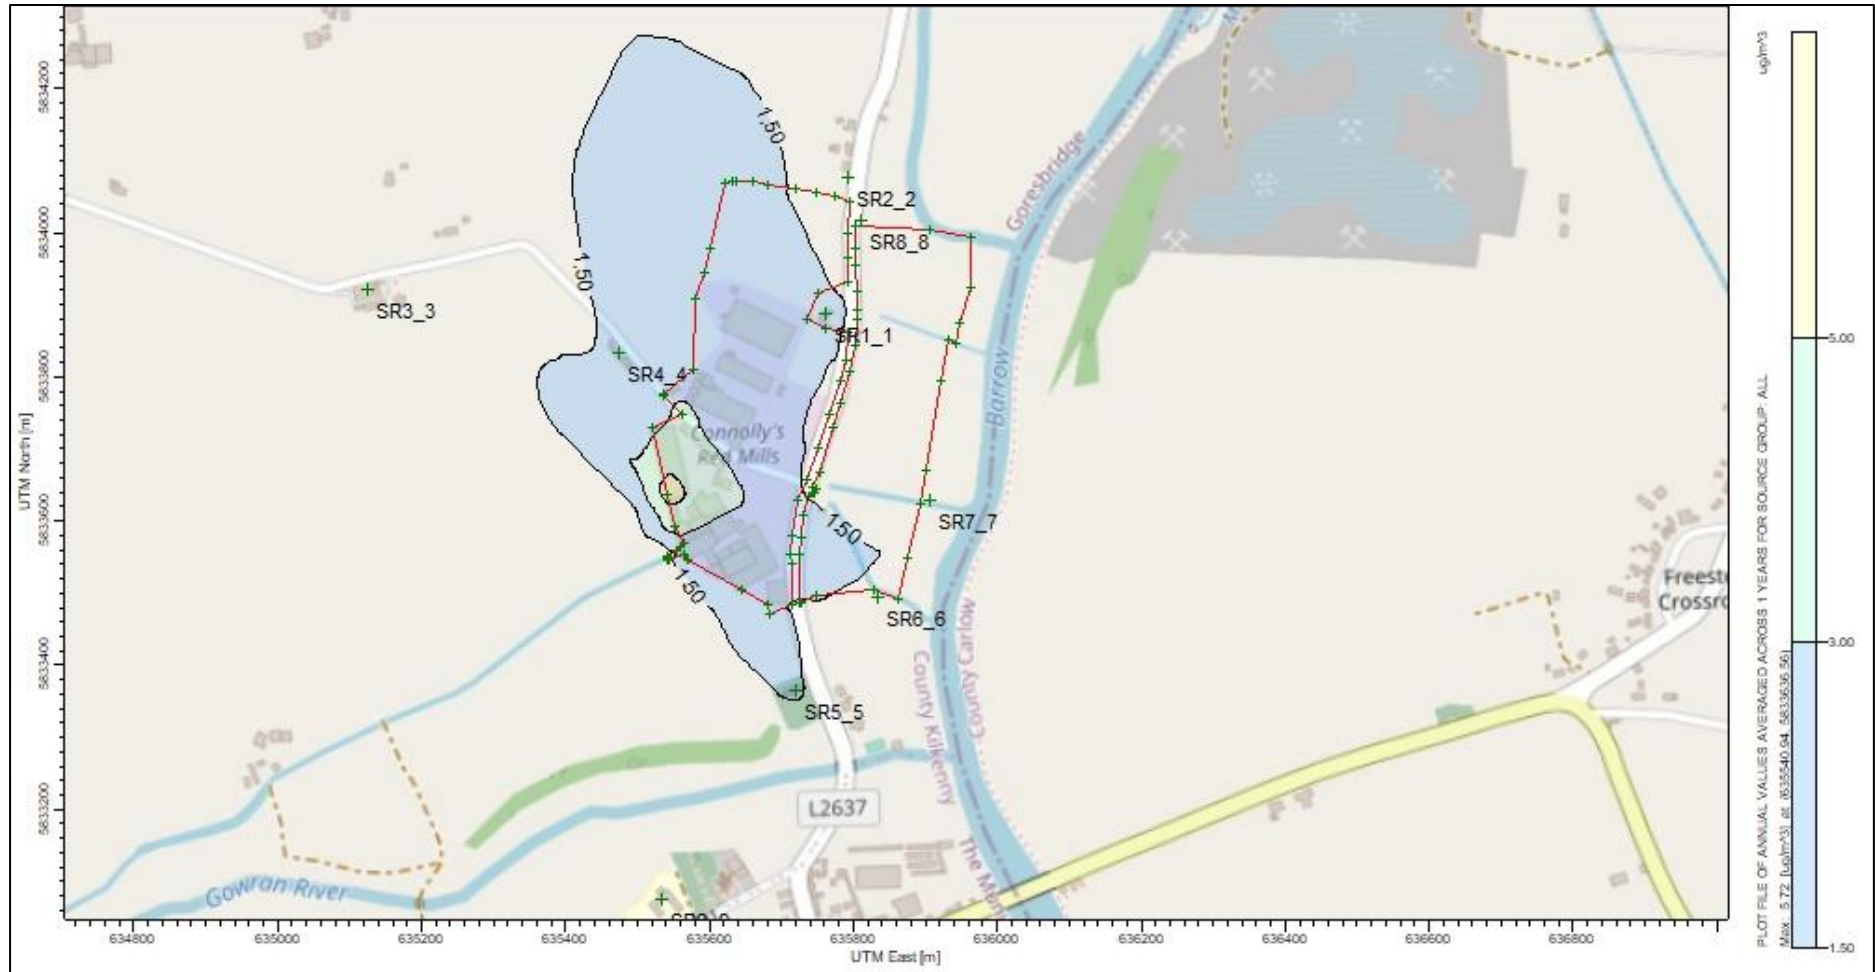 ug/m^3
5834200
5834000
5833800
5833600
5833400
5833200
UTM North [m]
1,50
1,50
Goresbridge
SR2_2
SR8_8
SR3_3
SR1_1
SR4_4
Barrow
Connolly's
Red Mills
1,50
SR7_7
1,50
SR6_6
Freest
Crossro
County Kilkenny
County Carlow
SR5_5
L2637
Gowran River
634800
635000
635200
635400
635600
635800
636000
636200
636400
636600
636800
UTM East [m]
5.00
3.00
1.50
PLOT FILE OF ANNUAL VALUES AVERAGED ACROSS 1 YEARS FOR SOURCE GROUP: ALL
Max: 5.72 [ug/m^3] at (635540.94, 5833636.56)